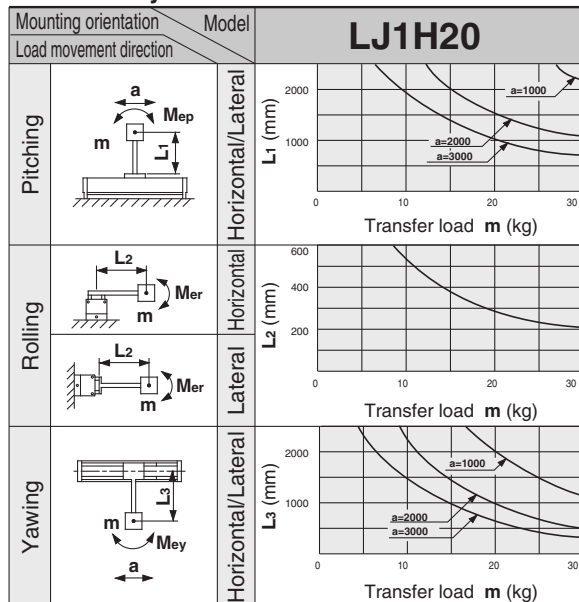 Mounting orientation
Model
Load movement direction
LJ1H20
Pitching
a
Mep
m
L1
Horizontal/Lateral
L1 (mm)
2000
1000
a=1000
a=2000
a=3000
0
10
20
30
Transfer load m (kg)
Rolling
L2
Mer
m
Horizontal
L2
Mer
m
Lateral
L2 (mm)
600
400
200
0
10
20
30
Transfer load m (kg)
Yawing
L3
m
Mey
a
Horizontal/Lateral
L3 (mm)
2000
1000
a=1000
a=2000
a=3000
0
10
20
30
Transfer load m (kg)